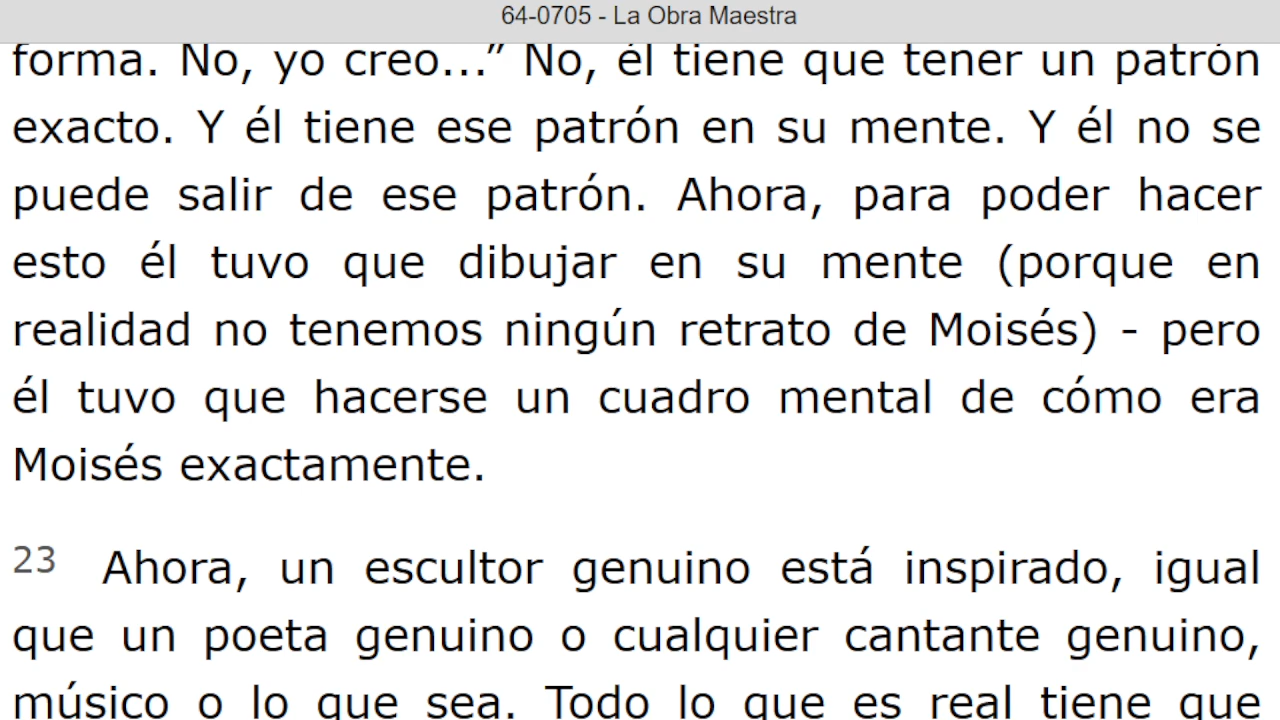 64-0705 - La Obra Maestra
forma. No, yo creo...” No, él tiene que tener un patrón
exacto. Y él tiene ese patrón en su mente. Y él no se
puede salir de ese patrón. Ahora, para poder hacer
esto él tuvo que dibujar en su mente (porque en
realidad no tenemos ningún retrato de Moisés) - pero
él tuvo que hacerse un cuadro mental de cómo era
Moisés exactamente.
23 Ahora, un escultor genuino está inspirado, igual
que un poeta genuino o cualquier cantante genuino,
músico o lo que sea. Todo lo que es real tiene que